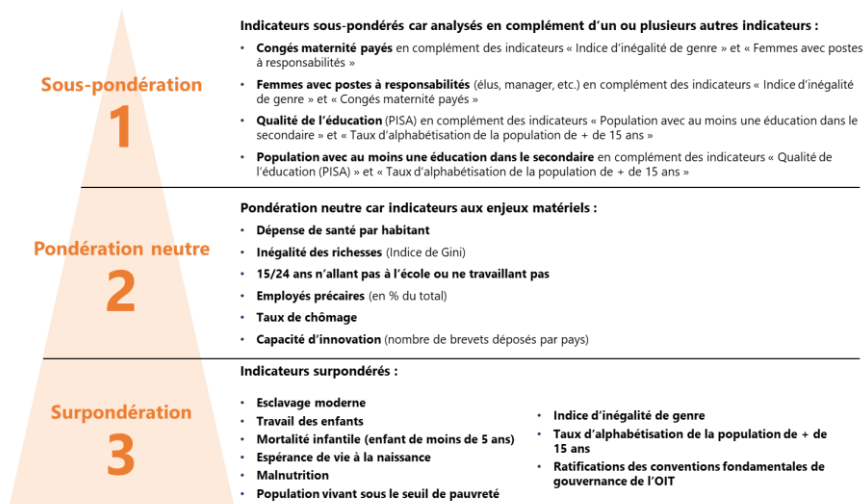 Indicateurs sous-pondérés car analysés en complément d'un ou plusieurs autres indicateurs :
• Congés maternité payés en complément des indicateurs « Indice d'inégalité de genre » et « Femmes avec postes
à responsabilités »
Sous-pondération
1
• Femmes avec postes à responsabilités (élus, manager, etc.) en complément des indicateurs « Indice d'inégalité
de genre » et « Congés maternité payés »
• Qualité de l'éducation (PISA) en complément des indicateurs « Population avec au moins une éducation dans le
secondaire » et « Taux d'alphabétisation de la population de + de 15 ans »
• Population avec au moins une éducation dans le secondaire en complément des indicateurs « Qualité de
l'éducation (PISA) » et « Taux d'alphabétisation de la population de + de 15 ans »
Pondération neutre car indicateurs aux enjeux matériels :
• Dépense de santé par habitant
Pondération neutre
2
• Inégalité des richesses (Indice de Gini)
• 15/24 ans n'allant pas à l'école ou ne travaillant pas
• Employés précaires (en % du total)
• Taux de chômage
• Capacité d'innovation (nombre de brevets déposés par pays)
Indicateurs surpondérés :
Surpondération
3
• Esclavage moderne
• Travail des enfants
• Mortalité infantile (enfant de moins de 5 ans)
• Espérance de vie à la naissance
• Malnutrition
• Population vivant sous le seuil de pauvreté
• Indice d'inégalité de genre
• Taux d'alphabétisation de la population de + de
15 ans
• Ratifications des conventions fondamentales de
gouvernance de l'OIT